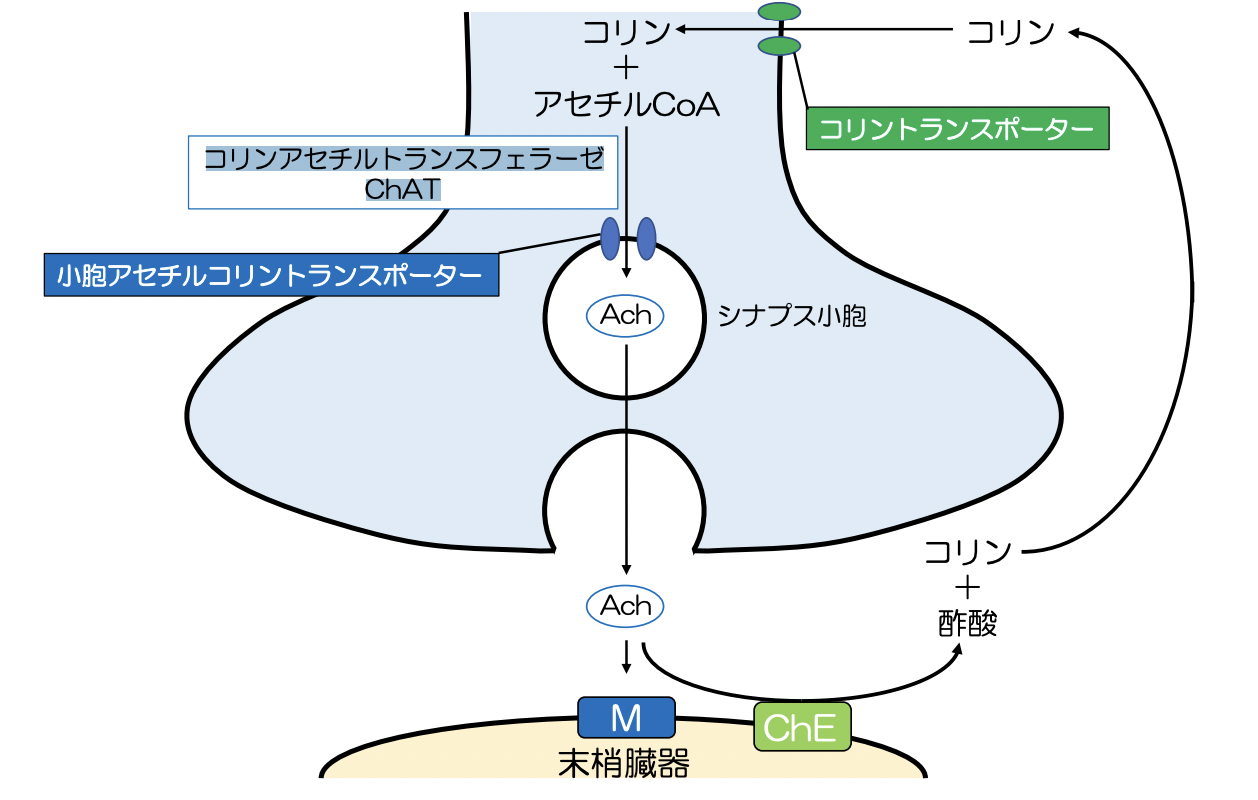 コリン
コリン
＋
アセチルCoA
コリントランスポーター
コリンアセチルトランスフェラーゼ
ChAT
小胞アセチルコリントランスポーター
Ach
シナプス小胞
コリン
＋
酢酸
Ach
M
ChE
末梢臓器